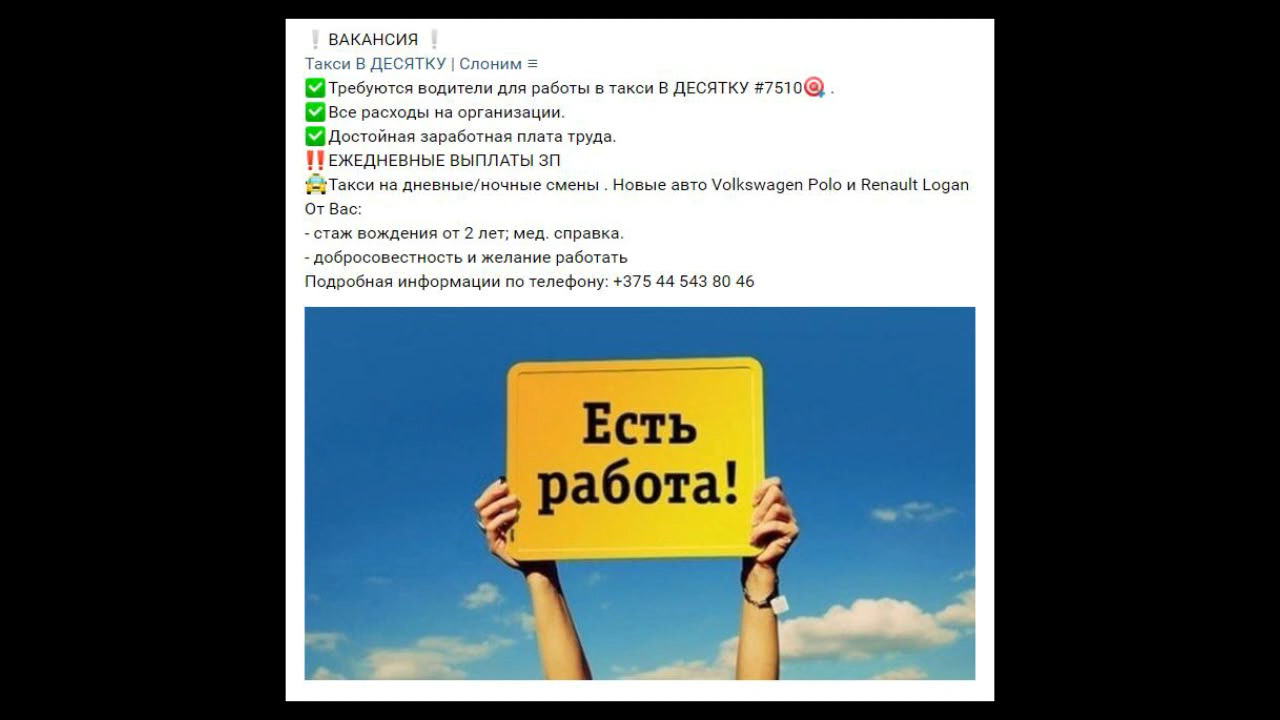 ❕ ВАКАНСИЯ ❕
Такси В ДЕСЯТКУ | Слоним ≡
✅Требуются водители для работы в такси В ДЕСЯТКУ #7510🎯 .
✅Все расходы на организации.
✅Достойная заработная плата труда.
‼️ЕЖЕДНЕВНЫЕ ВЫПЛАТЫ ЗП
🚖Такси на дневные/ночные смены . Новые авто Volkswagen Polo и Renault Logan
От Вас:
- стаж вождения от 2 лет; мед. справка.
- добросовестность и желание работать
Подробная информации по телефону: +375 44 543 80 46
Есть
работа!